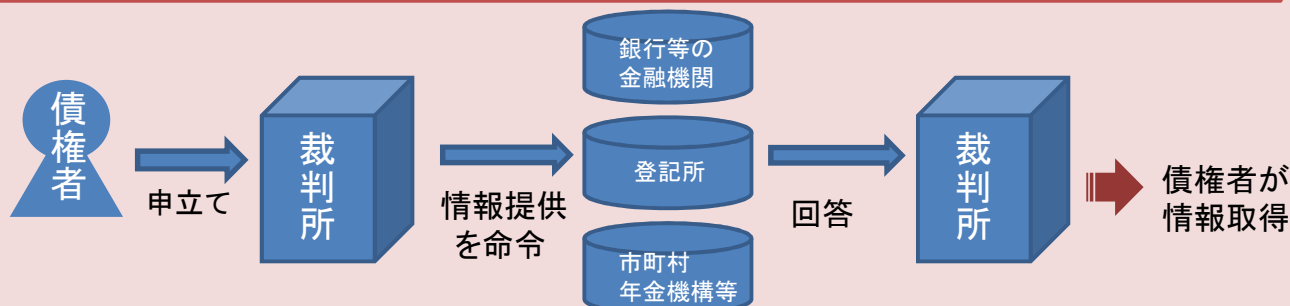 債権者
申立て
裁判所
情報提供
を命令
銀行等の
金融機関
登記所
市町村
年金機構等
回答
裁判所
債権者が
情報取得